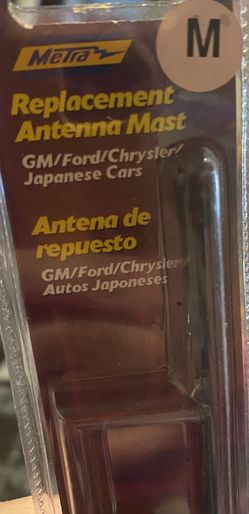 Metra
M
Replacement
Antenna Mast
GM/Ford/Chrysler/
Japanese Cars
Antena de
repuesto
GM/Ford/Chrysler
Autos Japoneses